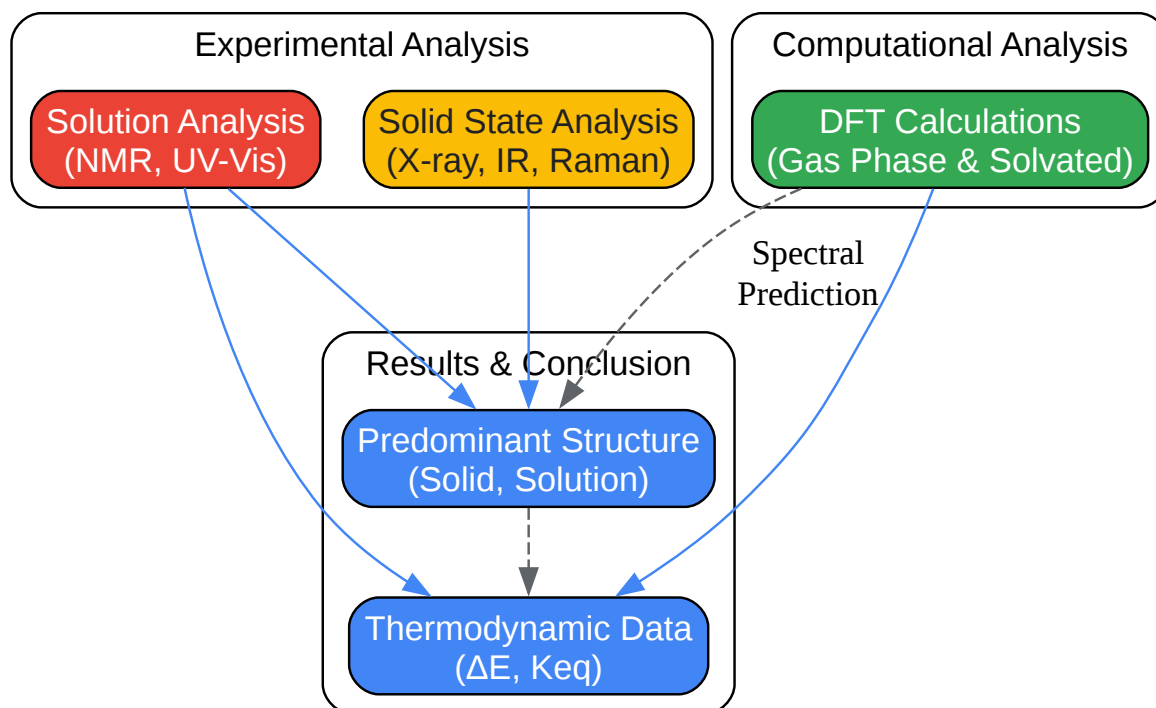 Experimental Analysis
Computational Analysis
Solution Analysis
(NMR, UV-Vis)
Solid State Analysis
(X-ray, IR, Raman)
DFT Calculations
(Gas Phase & Solvated)
Spectral
Prediction
Results & Conclusion
Predominant Structure
(Solid, Solution)
Thermodynamic Data
(ΔE, Keq)